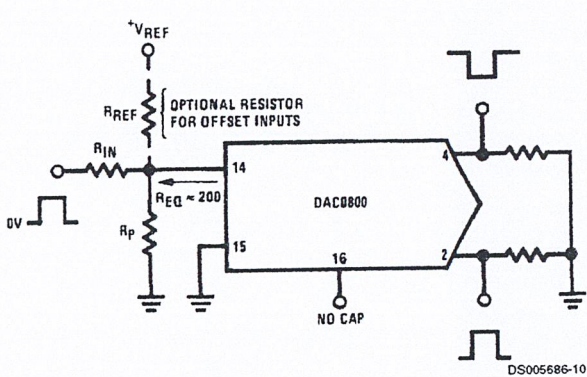 +VREF
RREF
OPTIONAL RESISTOR
FOR OFFSET INPUTS
RIN
14
4
REQ ≈ 200
DAC0800
0V
RP
15
16
2
NO CAP
DS005686-10